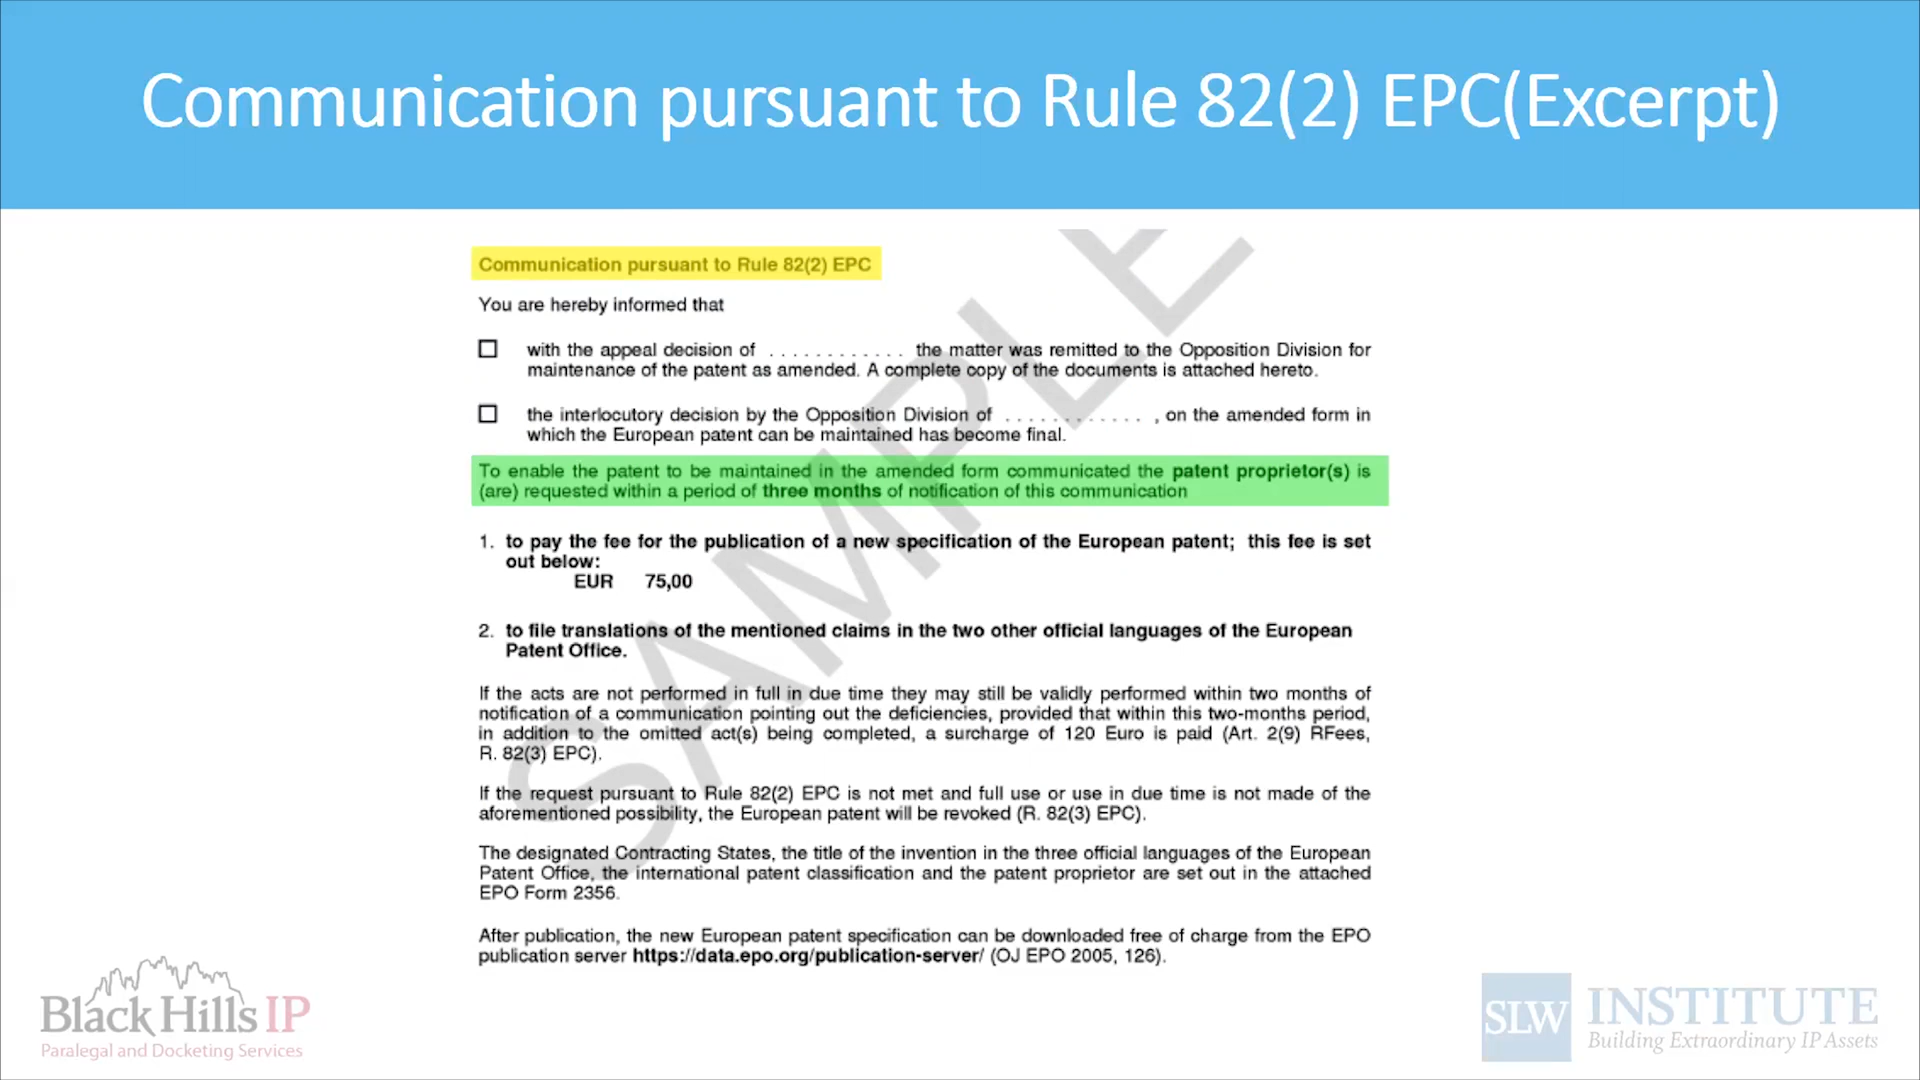 Communication pursuant to Rule 82(2) EPC(Excerpt)
Communication pursuant to Rule 82(2) EPC
You are hereby informed that
with the appeal decision of . . . . . . . . . . . . the matter was remitted to the Opposition Division for
maintenance of the patent as amended. A complete copy of the documents is attached hereto.
the interlocutory decision by the Opposition Division of . . . . . . . . . . . . , on the amended form in
which the European patent can be maintained has become final.
To enable the patent to be maintained in the amended form communicated the patent proprietor(s) is
(are) requested within a period of three months of notification of this communication
1. to pay the fee for the publication of a new specification of the European patent; this fee is set
out below:
EUR 75,00
2. to file translations of the mentioned claims in the two other official languages of the European
Patent Office.
If the acts are not performed in full in due time they may still be validly performed within two months of
notification of a communication pointing out the deficiencies, provided that within this two-months period,
in addition to the omitted act(s) being completed, a surcharge of 120 Euro is paid (Art. 2(9) RFees,
R. 82(3) EPC).
If the request pursuant to Rule 82(2) EPC is not met and full use or use in due time is not made of the
aforementioned possibility, the European patent will be revoked (R. 82(3) EPC).
The designated Contracting States, the title of the invention in the three official languages of the European
Patent Office, the international patent classification and the patent proprietor are set out in the attached
EPO Form 2356.
After publication, the new European patent specification can be downloaded free of charge from the EPO
publication server https://data.epo.org/publication-server/ (OJ EPO 2005, 126).
SAMPLE
Black Hills IP
Paralegal and Docketing Services
SLW INSTITUTE
Building Extraordinary IP Assets